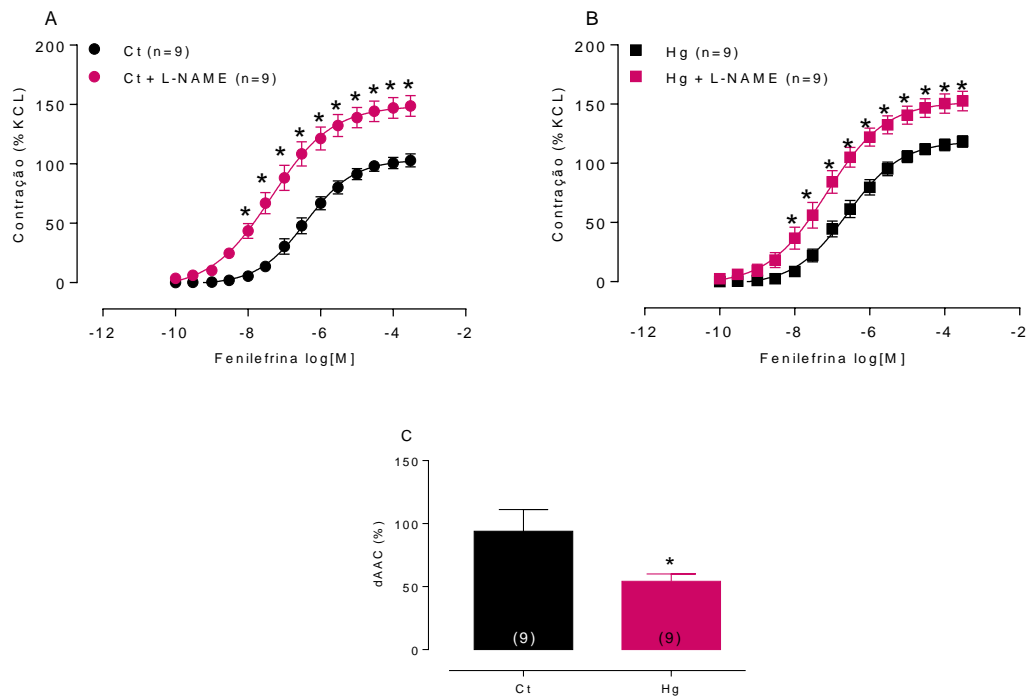 A
Ct (n=9)
Ct + L-NAME (n=9)
Contração (% KCL)
200
150
100
50
0
* * * * * * * * * *
-12 -10 -8 -6 -4 -2
Fenilefrina log[M]
B
Hg (n=9)
Hg + L-NAME (n=9)
Contração (% KCL)
200
150
100
50
0
* * * * * * * * * *
-12 -10 -8 -6 -4 -2
Fenilefrina log[M]
C
dAAC (%)
150
100
50
0
*
(9) (9)
Ct Hg